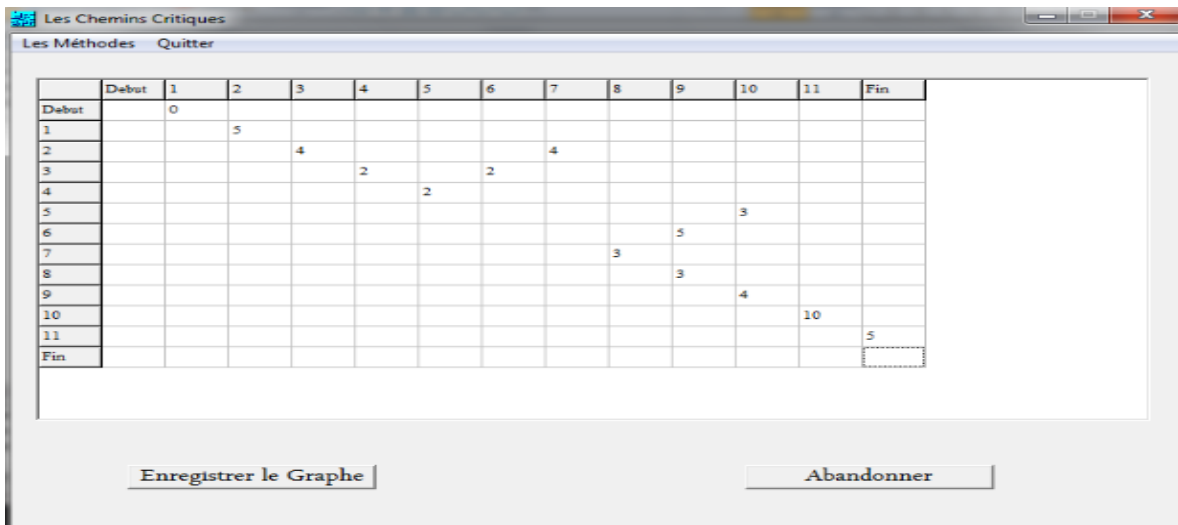 Les Chemins Critiques
Les Méthodes Quitter
Debut 1 2 3 4 5 6 7 8 9 10 11 Fin
Debut 0
1 5
2 4 4
3 2 2
4 2
5 3
6 5
7 3
8 3
9 4
10 10
11 5
Fin
Enregistrer le Graphe Abandonner